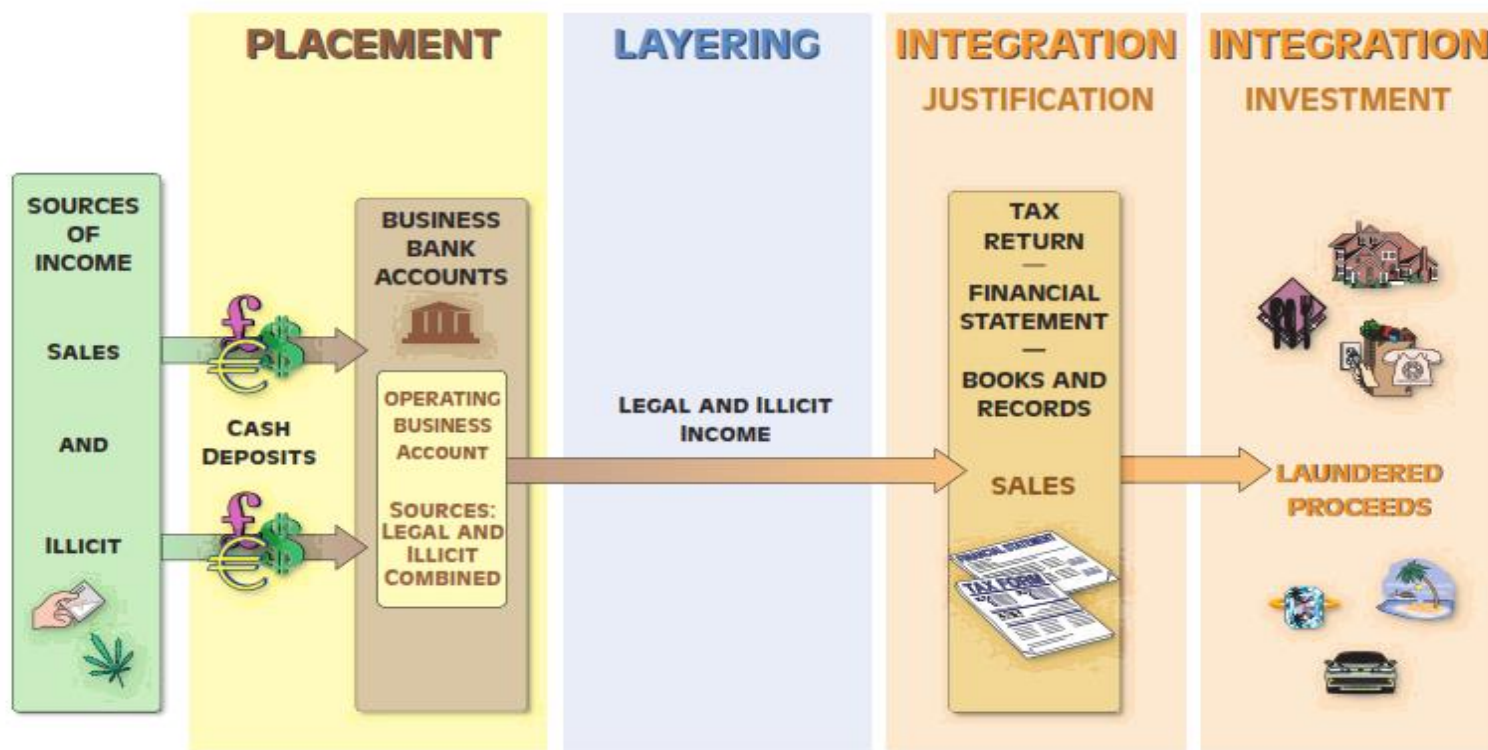 PLACEMENT
LAYERING
INTEGRATION
JUSTIFICATION
INTEGRATION
INVESTMENT
SOURCES
OF
INCOME
SALES
AND
ILLICIT
£
$
€
CASH
DEPOSITS
£
$
€
BUSINESS
BANK
ACCOUNTS
OPERATING
BUSINESS
ACCOUNT
SOURCES:
LEGAL AND
ILLICIT
COMBINED
LEGAL AND ILLICIT
INCOME
TAX
RETURN
—
FINANCIAL
STATEMENT
—
BOOKS AND
RECORDS
SALES
FINANCIAL STATEMENT
TAX FORM
LAUNDERED
PROCEEDS